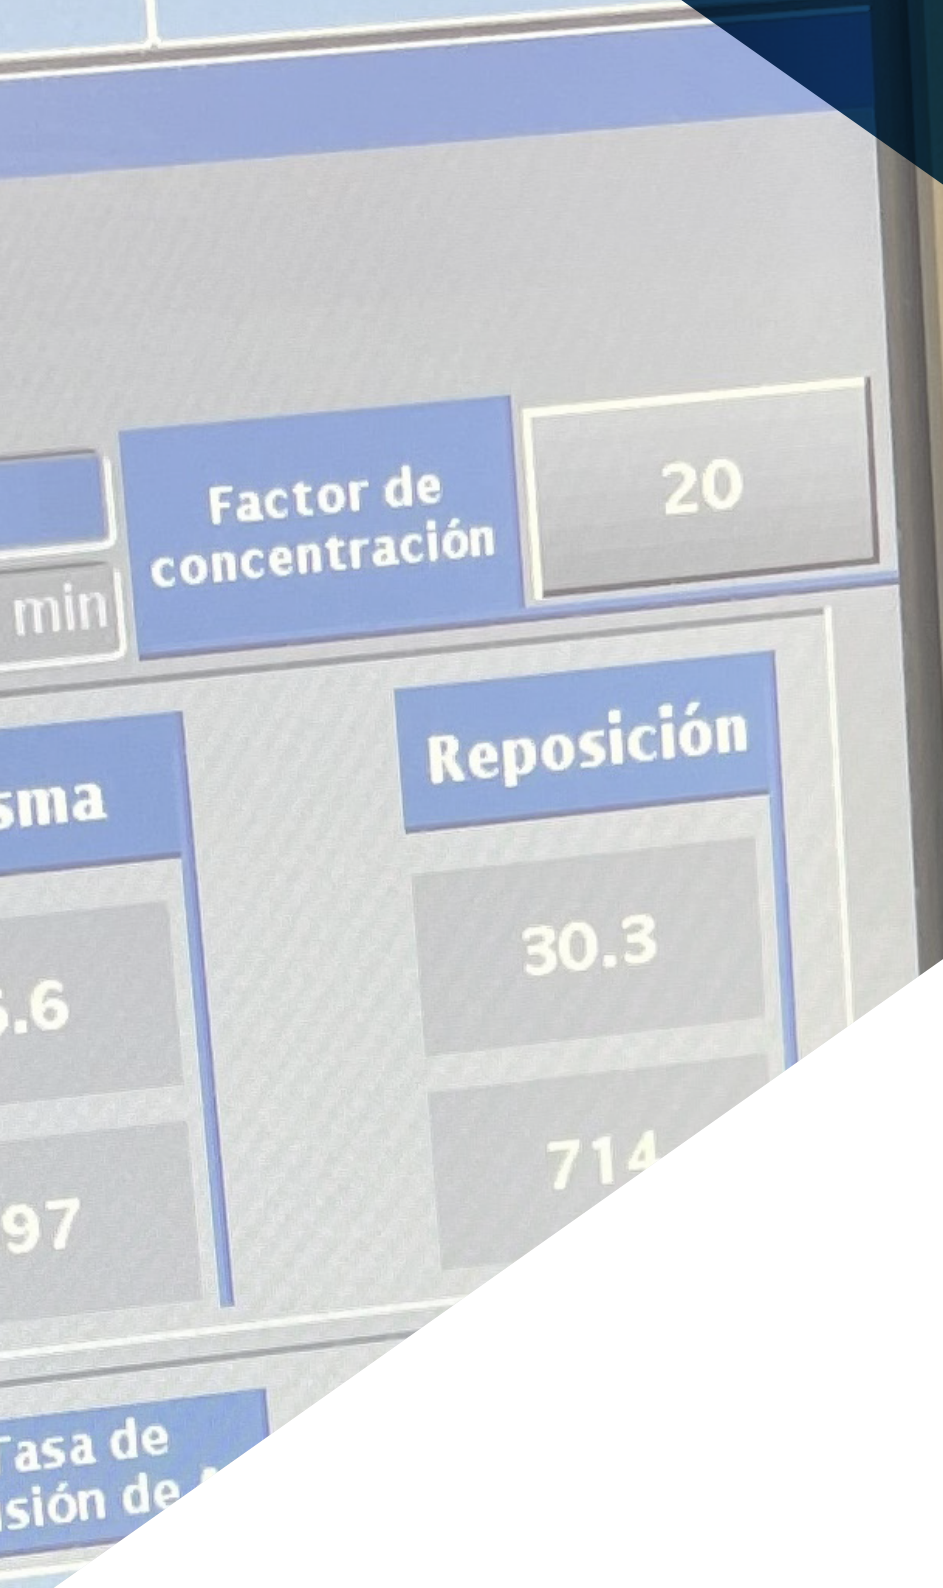 Factor de
concentración
20
min
sma
Reposición
.6
30.3
97
714
Tasa de
sión de